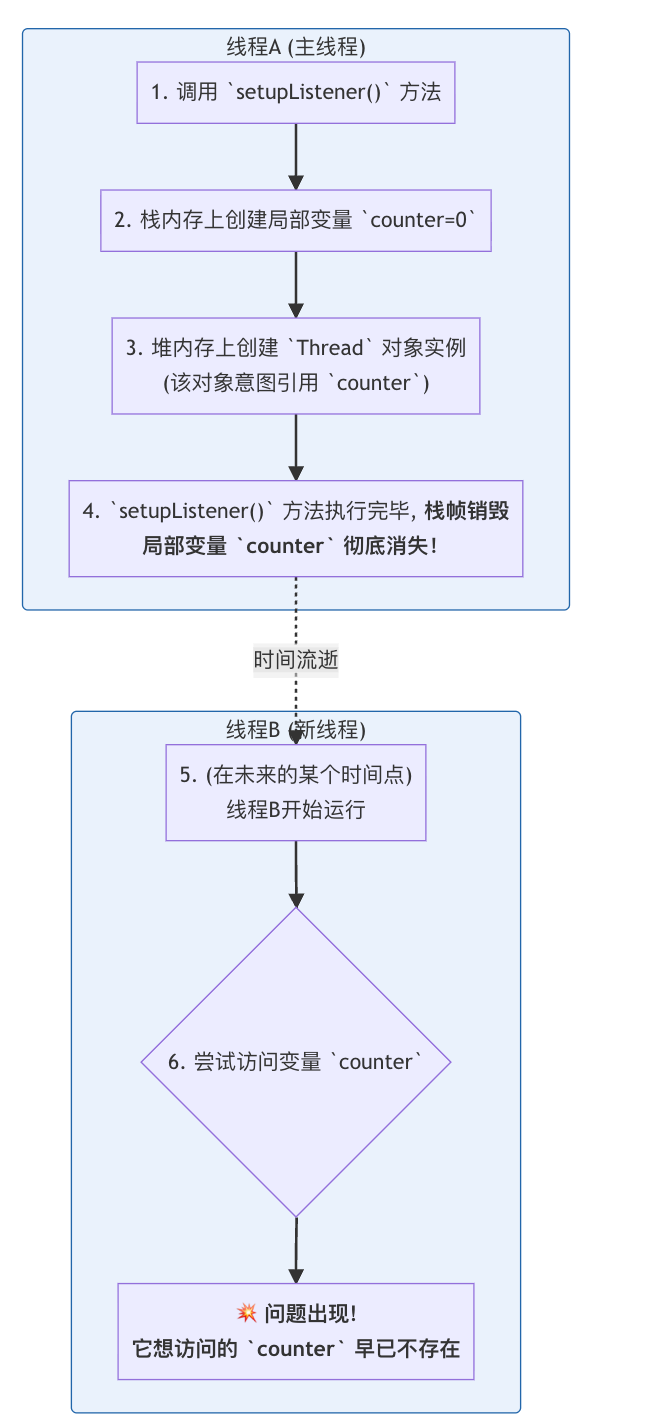 线程A (主线程)
1. 调用 `setupListener()` 方法
2. 栈内存上创建局部变量 `counter=0`
3. 堆内存上创建 `Thread` 对象实例
(该对象意图引用 `counter`)
4. `setupListener()` 方法执行完毕, 栈帧销毁
局部变量 `counter` 彻底消失!
时间流逝
线程B (新线程)
5. (在未来的某个时间点)
线程B开始运行
6. 尝试访问变量 `counter`
💥 问题出现!
它想访问的 `counter` 早已不存在